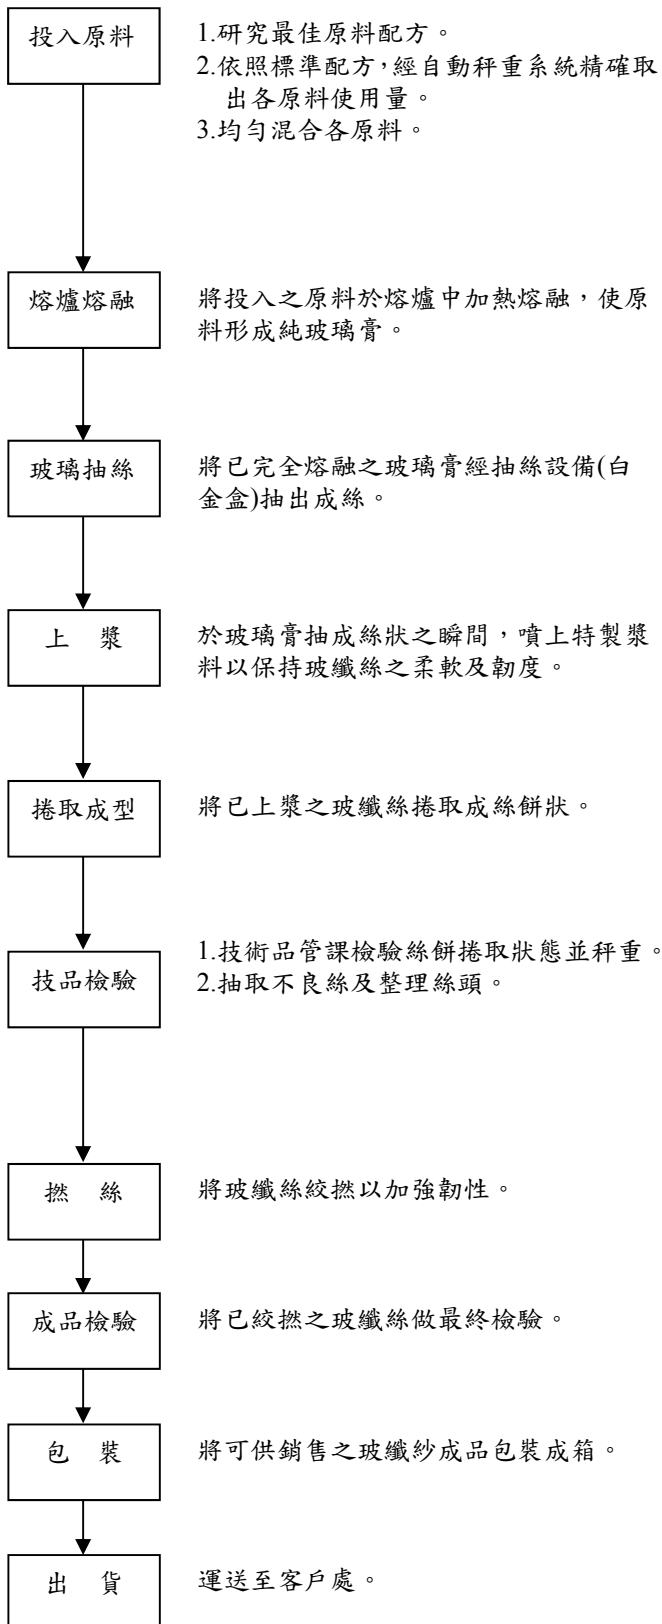 投入原料
1.研究最佳原料配方。
2.依照標準配方,經自動秤重系統精確取
出各原料使用量。
3.均勻混合各原料。
熔爐熔融
將投入之原料於熔爐中加熱熔融，使原
料形成純玻璃膏。
玻璃抽絲
將已完全熔融之玻璃膏經抽絲設備(白
金盒)抽出成絲。
上　漿
於玻璃膏抽成絲狀之瞬間，噴上特製漿
料以保持玻纖絲之柔軟及韌度。
捲取成型
將已上漿之玻纖絲捲取成絲餅狀。
技品檢驗
1.技術品管課檢驗絲餅捲取狀態並秤重。
2.抽取不良絲及整理絲頭。
撚　絲
將玻纖絲絞撚以加強韌性。
成品檢驗
將已絞撚之玻纖絲做最終檢驗。
包　裝
將可供銷售之玻纖紗成品包裝成箱。
出　貨
運送至客戶處。